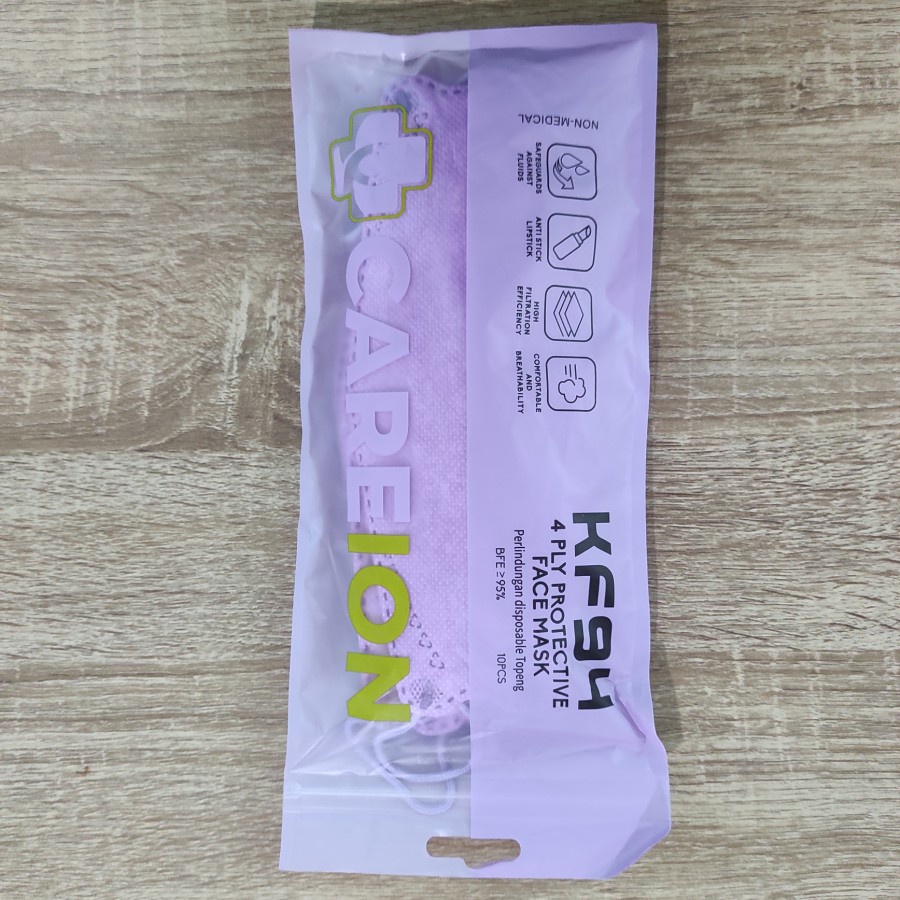 CAREION
NON-MEDICAL
SAFEGUARDS
AGAINST
FLUIDS
ANTI STICK
LIPSTICK
HIGH
FILTRATION
EFFICIENCY
COMFORTABLE
AND
BREATHABILITY
KF94
4 PLY PROTECTIVE
FACE MASK
Perlindungan disposable Topeng
BFE ≥ 95%
10PCS